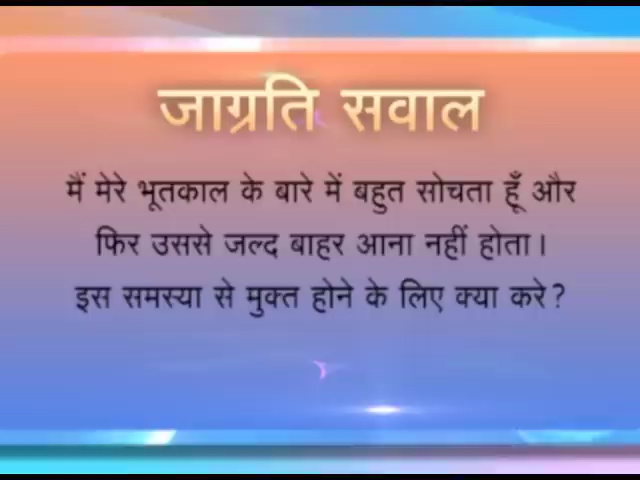 जाग्रति सवाल
मैं मेरे भूतकाल के बारे में बहुत सोचता हूँ और
फिर उससे जल्द बाहर आना नहीं होता।
इस समस्या से मुक्त होने के लिए क्या करे?